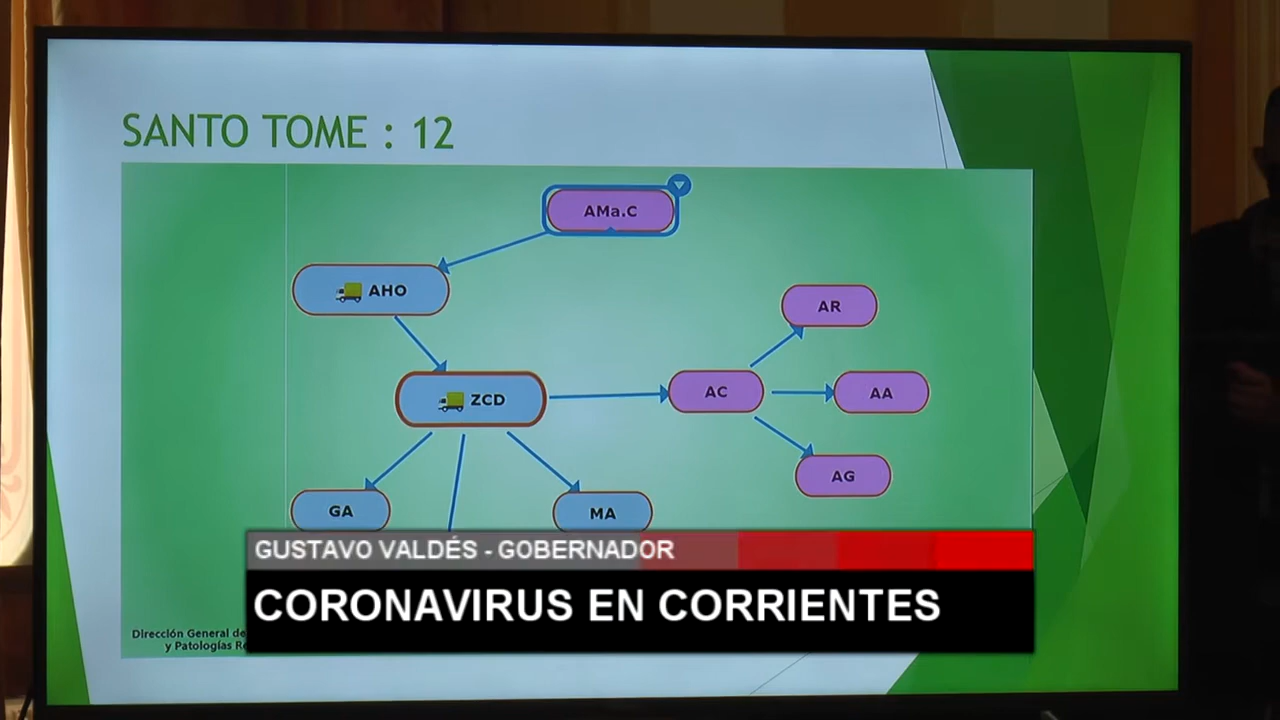 SANTO TOME : 12
AMa.C
AHO
AR
ZCD
AC
AA
AG
GA
MA
GUSTAVO VALDÉS - GOBERNADOR
CORONAVIRUS EN CORRIENTES
Dirección General de
y Patologías